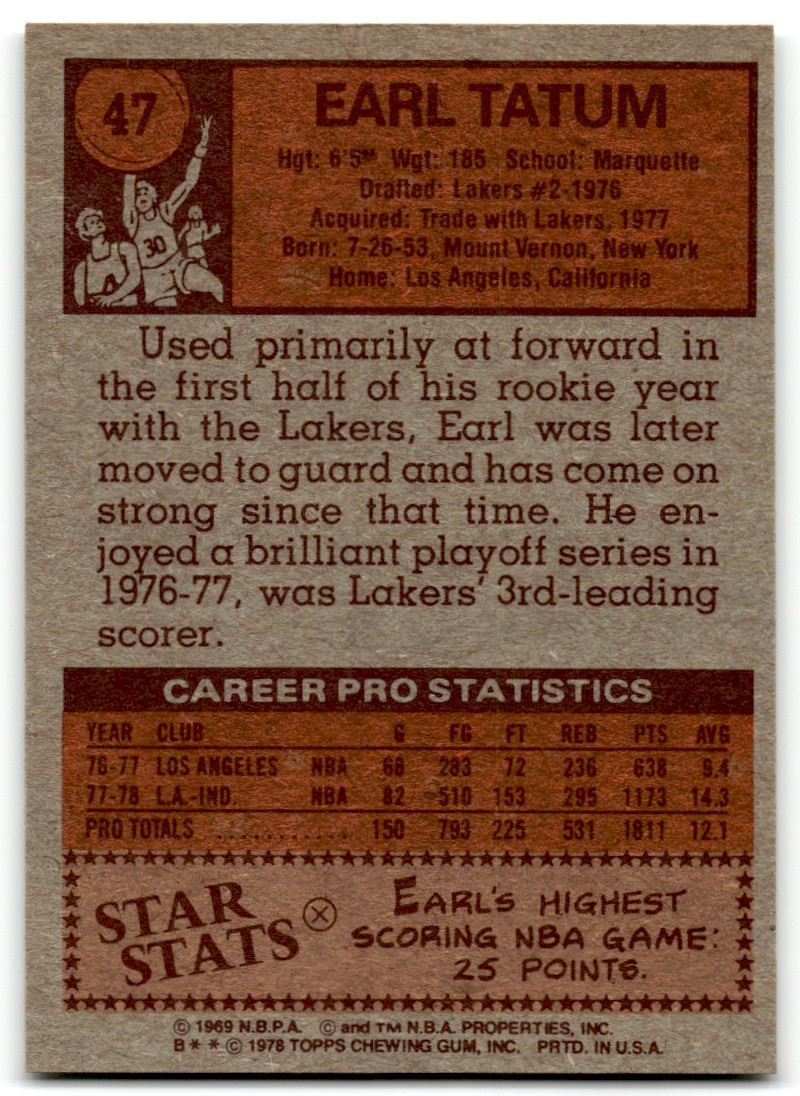 47
EARL TATUM
Hgt: 6'5" Wgt: 185 School: Marquette
Drafted: Lakers #2-1976
Acquired: Trade with Lakers, 1977
Born: 7-26-53, Mount Vernon, New York
Home: Los Angeles, California
30
Used primarily at forward in
the first half of his rookie year
with the Lakers, Earl was later
moved to guard and has come on
strong since that time. He en-
joyed a brilliant playoff series in
1976-77, was Lakers' 3rd-leading
scorer.
CAREER PRO STATISTICS
YEAR CLUB G FG FT REB PTS AVG
76-77 LOS ANGELES NBA 68 283 72 236 638 9.4
77-78 L.A.-IND. NBA 82 510 153 295 1173 14.3
PRO TOTALS ........... 150 793 225 531 1811 12.1
STAR
STATS
EARL'S HIGHEST
SCORING NBA GAME:
25 POINTS.
© 1969 N.B.P.A. © and TM N.B.A. PROPERTIES, INC.
B * * © 1978 TOPPS CHEWING GUM, INC. PRTD. IN U.S.A.